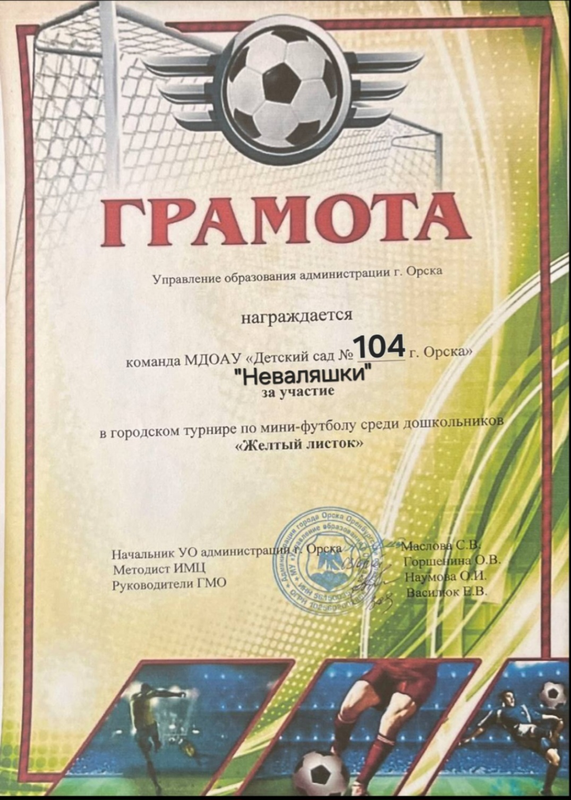 ГРАМОТА
Управление образования администрации г. Орска
награждается
команда МДОАУ «Детский сад № 104 г. Орска»
"Неваляшки"
за участие
в городском турнире по мини-футболу среди дошкольников
«Желтый листок»
Начальник УО администрации г. Орска Маслова С.В.
Методист ИМЦ Горшенина О.В.
Руководители ГМО Наумова О.И.
Василюк Е.В.